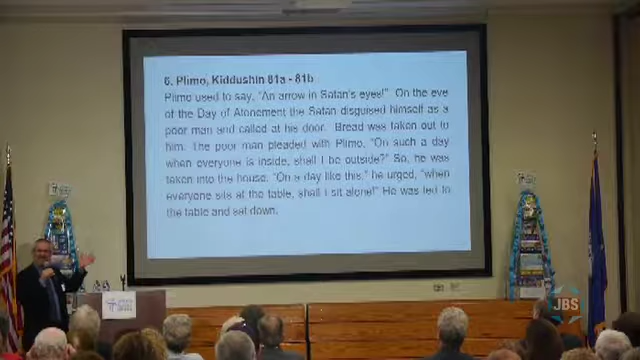 6. Plimo, Kiddushin 81a - 81b
Plimo used to say, "An arrow in Satan's eyes!" On the eve
of the Day of Atonement the Satan disguised himself as a
poor man and called at his door. Bread was taken out to
him. The poor man pleaded with Plimo, "On such a day
when everyone is inside, shall I be outside?" So, he was
taken into the house. "On a day like this," he urged, "when
everyone sits at the table, shall I sit alone!" He was led to
the table and sat down.
JBS